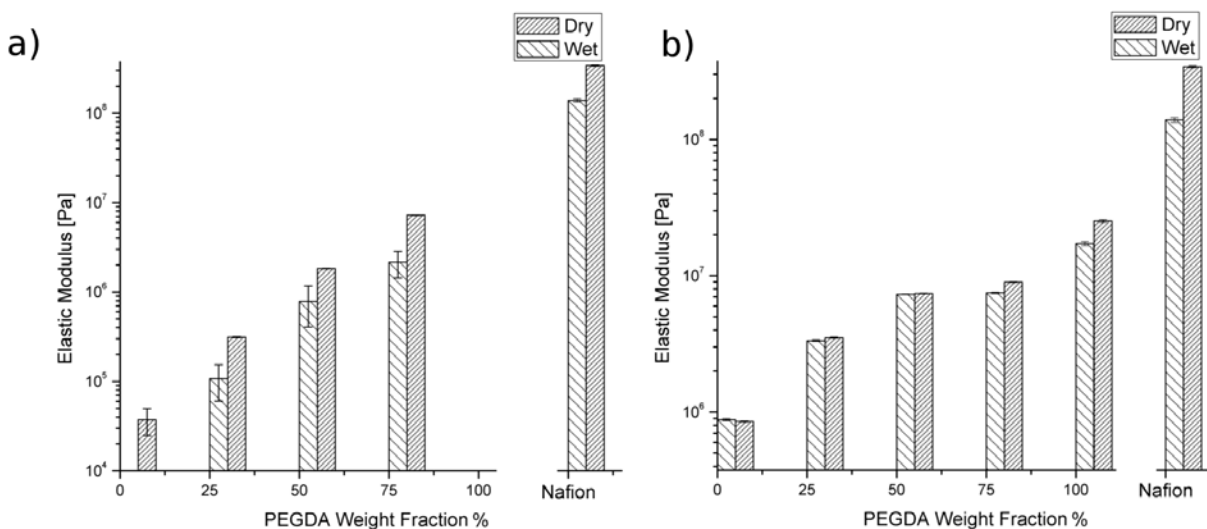 a)
Dry
Wet
Elastic Modulus [Pa]
10^8
10^7
10^6
10^5
10^4
0 25 50 75 100 Nafion
PEGDA Weight Fraction %
b)
Dry
Wet
Elastic Modulus [Pa]
10^8
10^7
10^6
0 25 50 75 100 Nafion
PEGDA Weight Fraction %